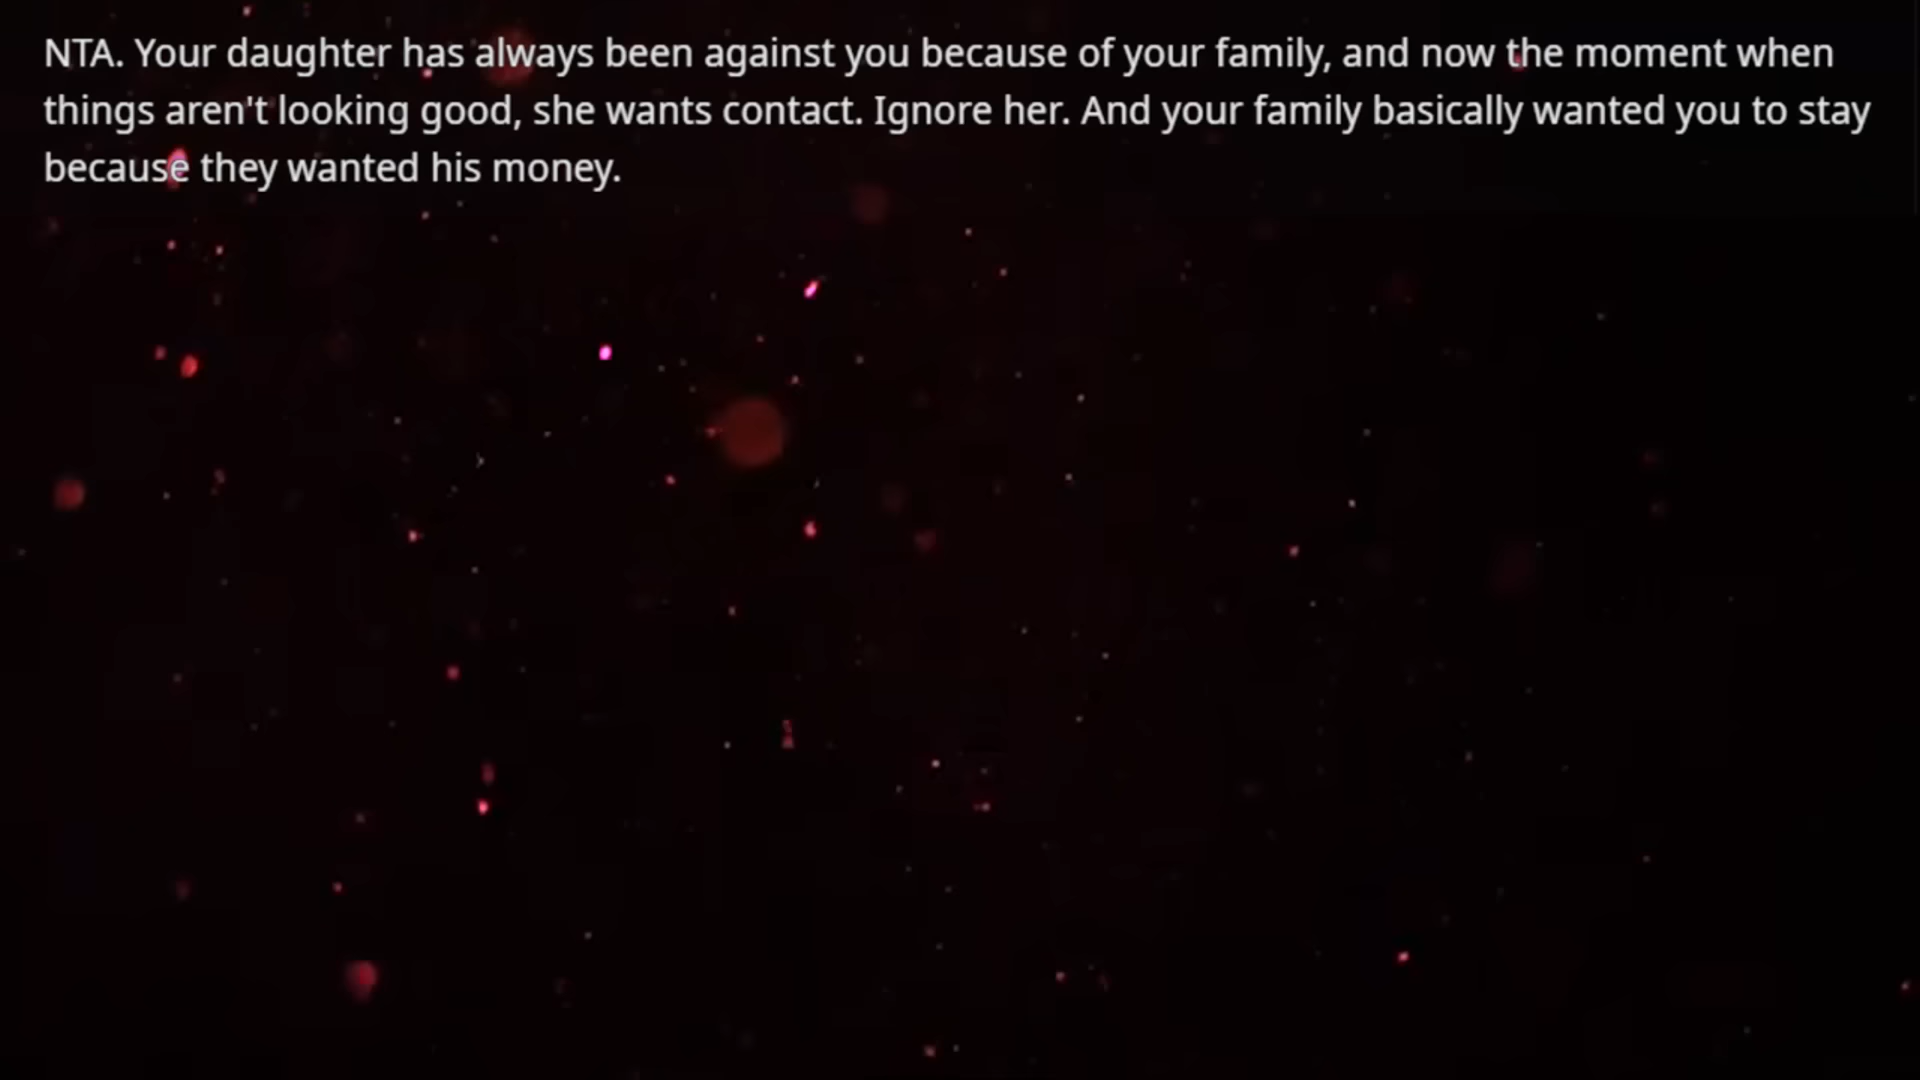 NTA. Your daughter has always been against you because of your family, and now the moment when
things aren't looking good, she wants contact. Ignore her. And your family basically wanted you to stay
because they wanted his money.